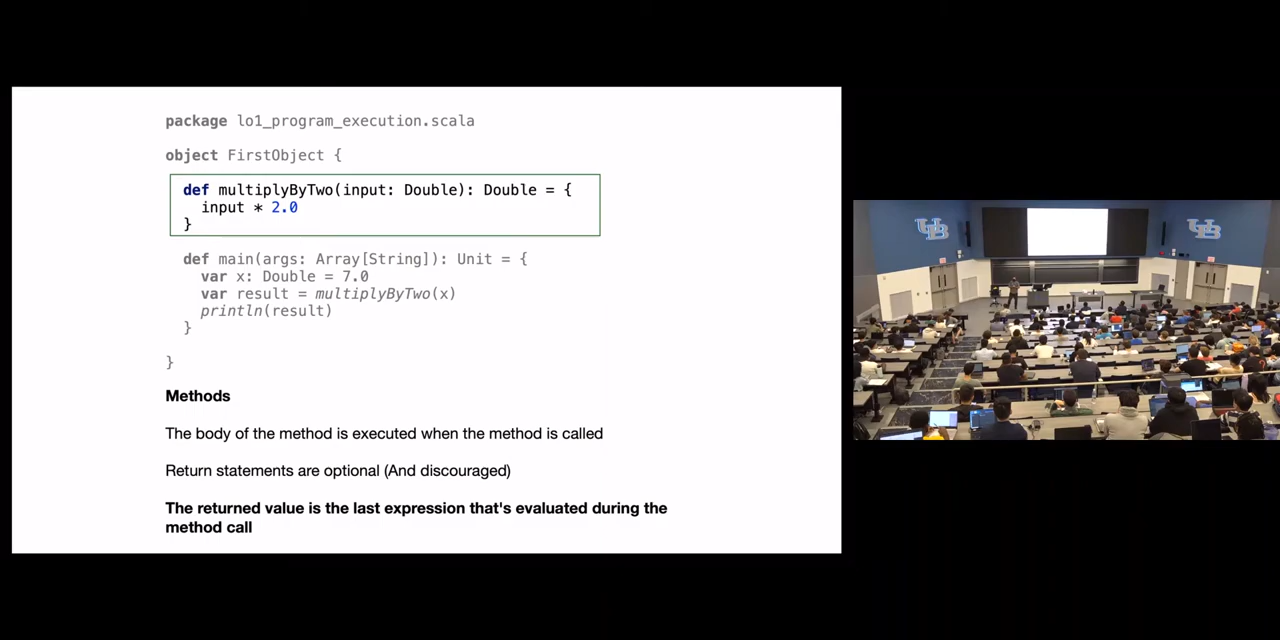 package lo1_program_execution.scala
object FirstObject {
def multiplyByTwo(input: Double): Double = {
input * 2.0
}
def main(args: Array[String]): Unit = {
var x: Double = 7.0
var result = multiplyByTwo(x)
println(result)
}
}
Methods
The body of the method is executed when the method is called
Return statements are optional (And discouraged)
The returned value is the last expression that's evaluated during the
method call
UB
UB